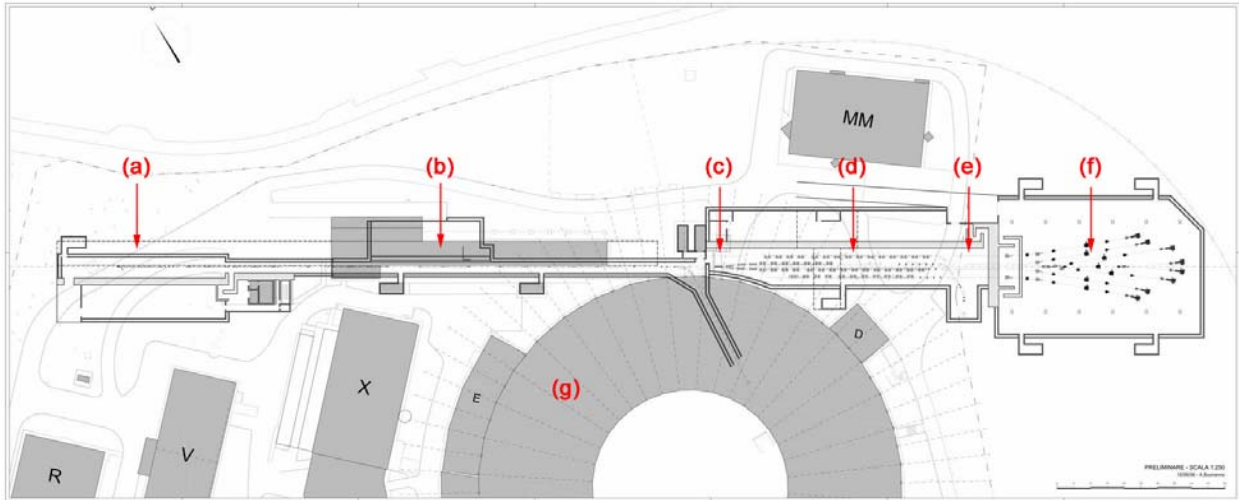 MM
(a)
(b)
(c)
(d)
(e)
(f)
D
E
(g)
X
V
R
PRELIMINARE - SCALA 1:250